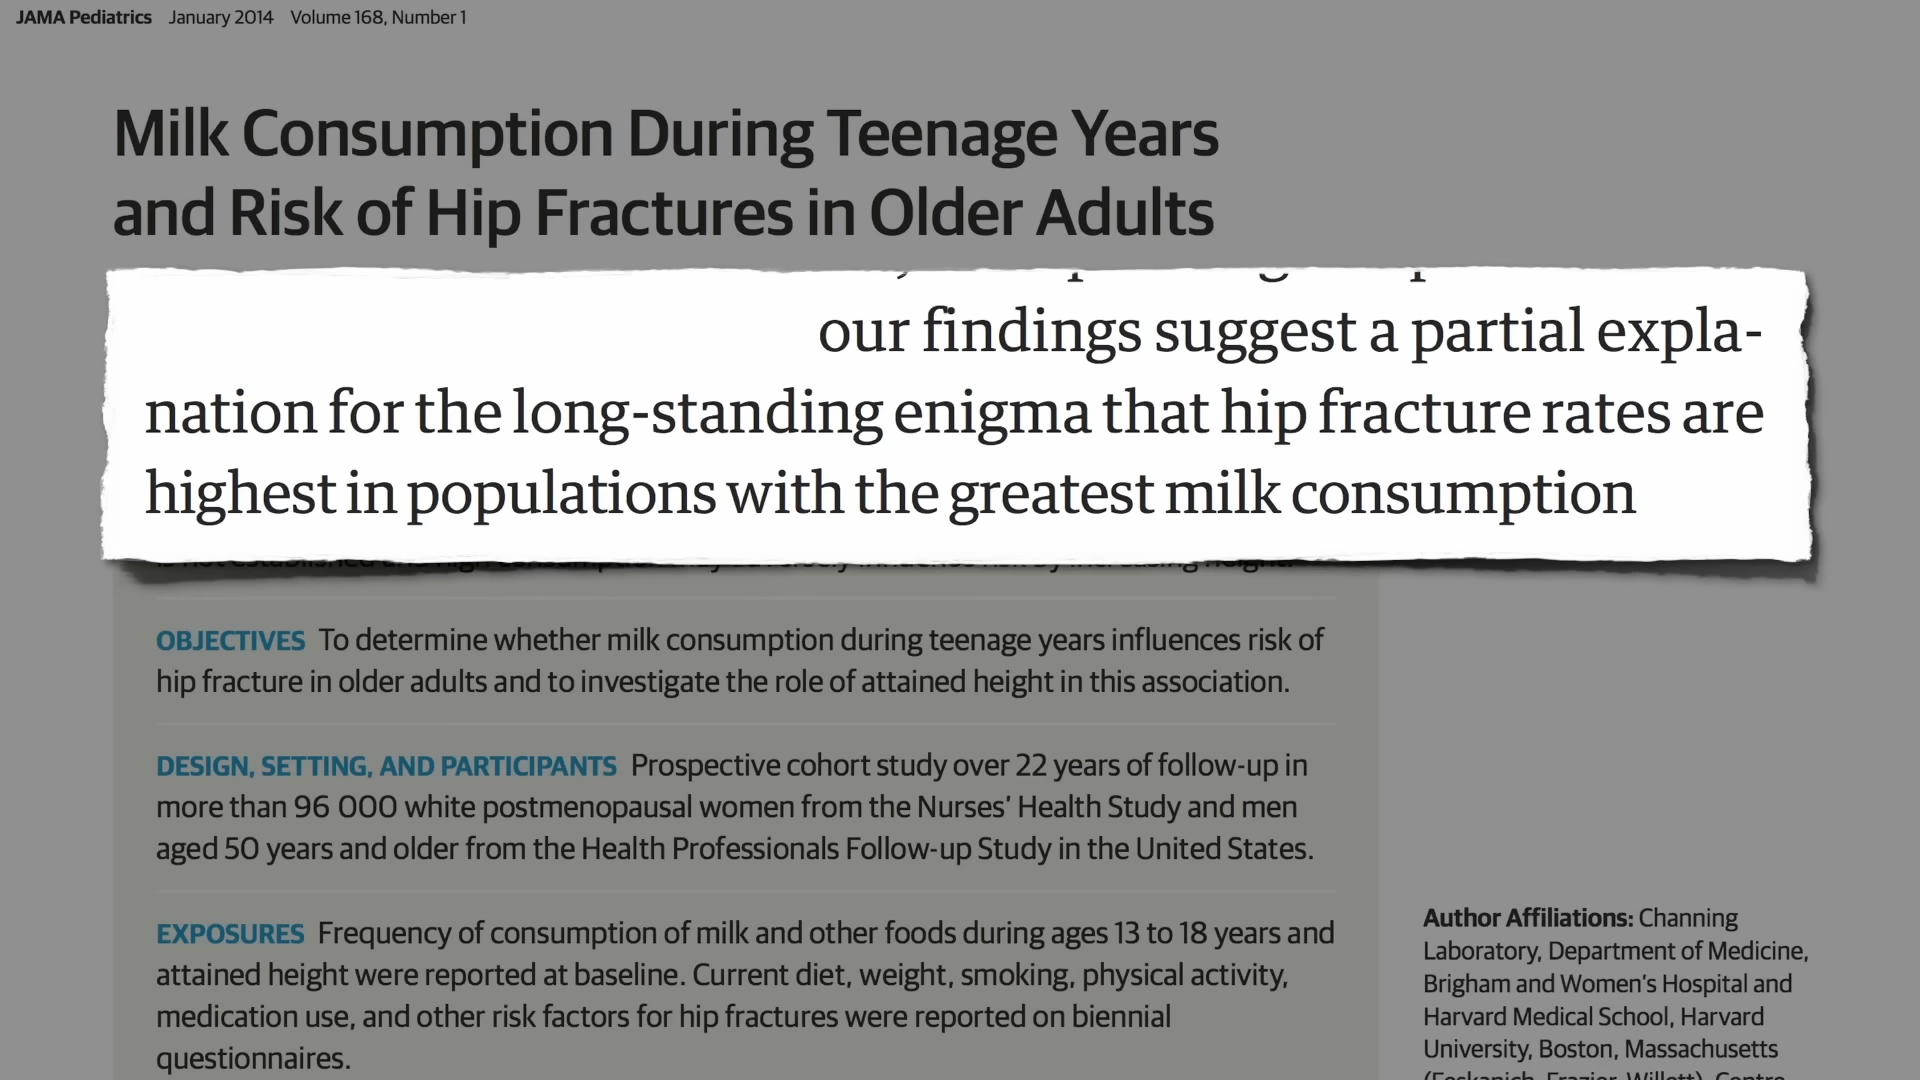 JAMA Pediatrics January 2014 Volume 168, Number 1
Milk Consumption During Teenage Years
and Risk of Hip Fractures in Older Adults
our findings suggest a partial expla-
nation for the long-standing enigma that hip fracture rates are
highest in populations with the greatest milk consumption
OBJECTIVES To determine whether milk consumption during teenage years influences risk of
hip fracture in older adults and to investigate the role of attained height in this association.
DESIGN, SETTING, AND PARTICIPANTS Prospective cohort study over 22 years of follow-up in
more than 96 000 white postmenopausal women from the Nurses' Health Study and men
aged 50 years and older from the Health Professionals Follow-up Study in the United States.
EXPOSURES Frequency of consumption of milk and other foods during ages 13 to 18 years and
attained height were reported at baseline. Current diet, weight, smoking, physical activity,
medication use, and other risk factors for hip fractures were reported on biennial
questionnaires.
Author Affiliations: Channing
Laboratory, Department of Medicine,
Brigham and Women's Hospital and
Harvard Medical School, Harvard
University, Boston, Massachusetts